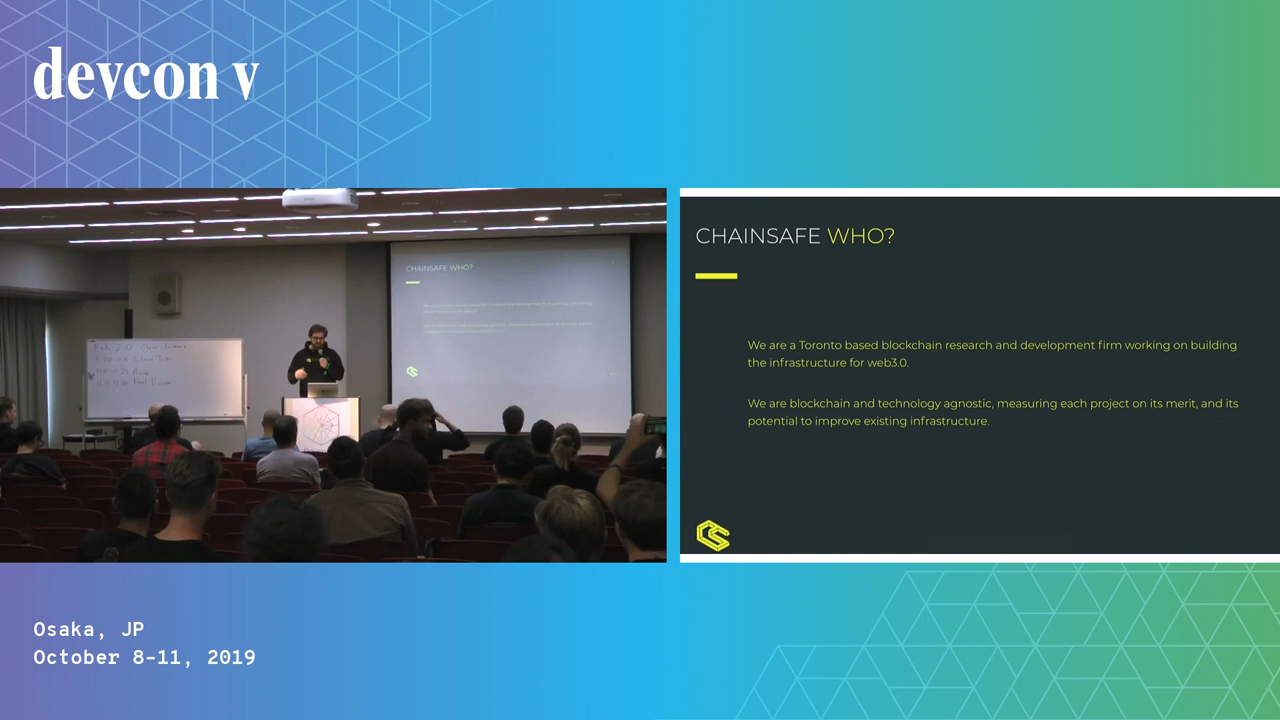 devcon v
CHAINSAFE WHO?
CHAINSAFE WHO?
We are a Toronto based blockchain research and development firm working on building
the infrastructure for web3.0.
We are blockchain and technology agnostic, measuring each project on its merit, and its
potential to improve existing infrastructure.
Osaka, JP
October 8-11, 2019